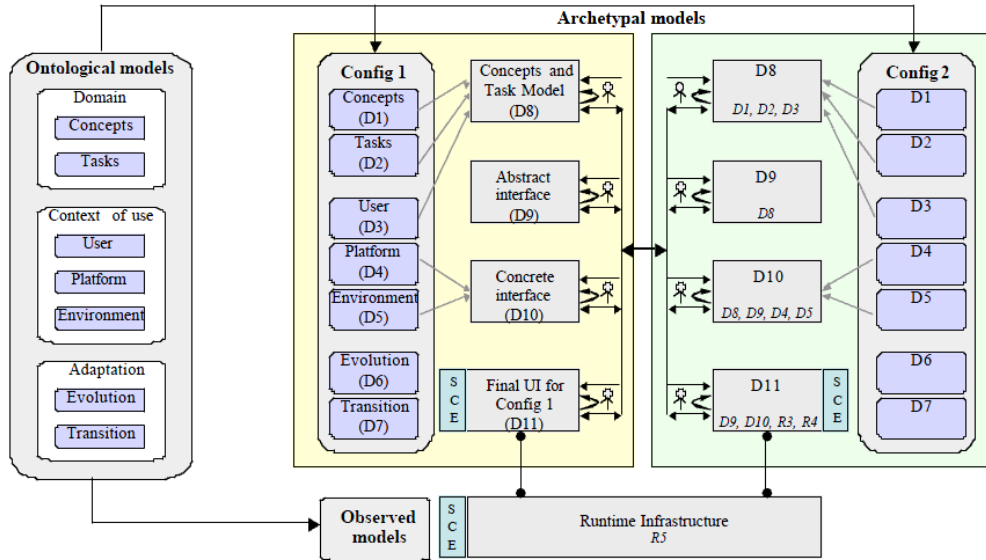 Archetypal models
Ontological models
Domain
Concepts
Tasks
Context of use
User
Platform
Environment
Adaptation
Evolution
Transition
Config 1
Concepts
(D1)
Tasks
(D2)
User
(D3)
Platform
(D4)
Environment
(D5)
Evolution
(D6)
Transition
(D7)
Concepts and
Task Model
(D8)
Abstract
interface
(D9)
Concrete
interface
(D10)
S
C
E
Final UI for
Config 1
(D11)
D8
D1, D2, D3
D9
D8
D10
D8, D9, D4, D5
D11
D9, D10, R3, R4
S
C
E
Config 2
D1
D2
D3
D4
D5
D6
D7
Observed
models
S
C
E
Runtime Infrastructure
R5